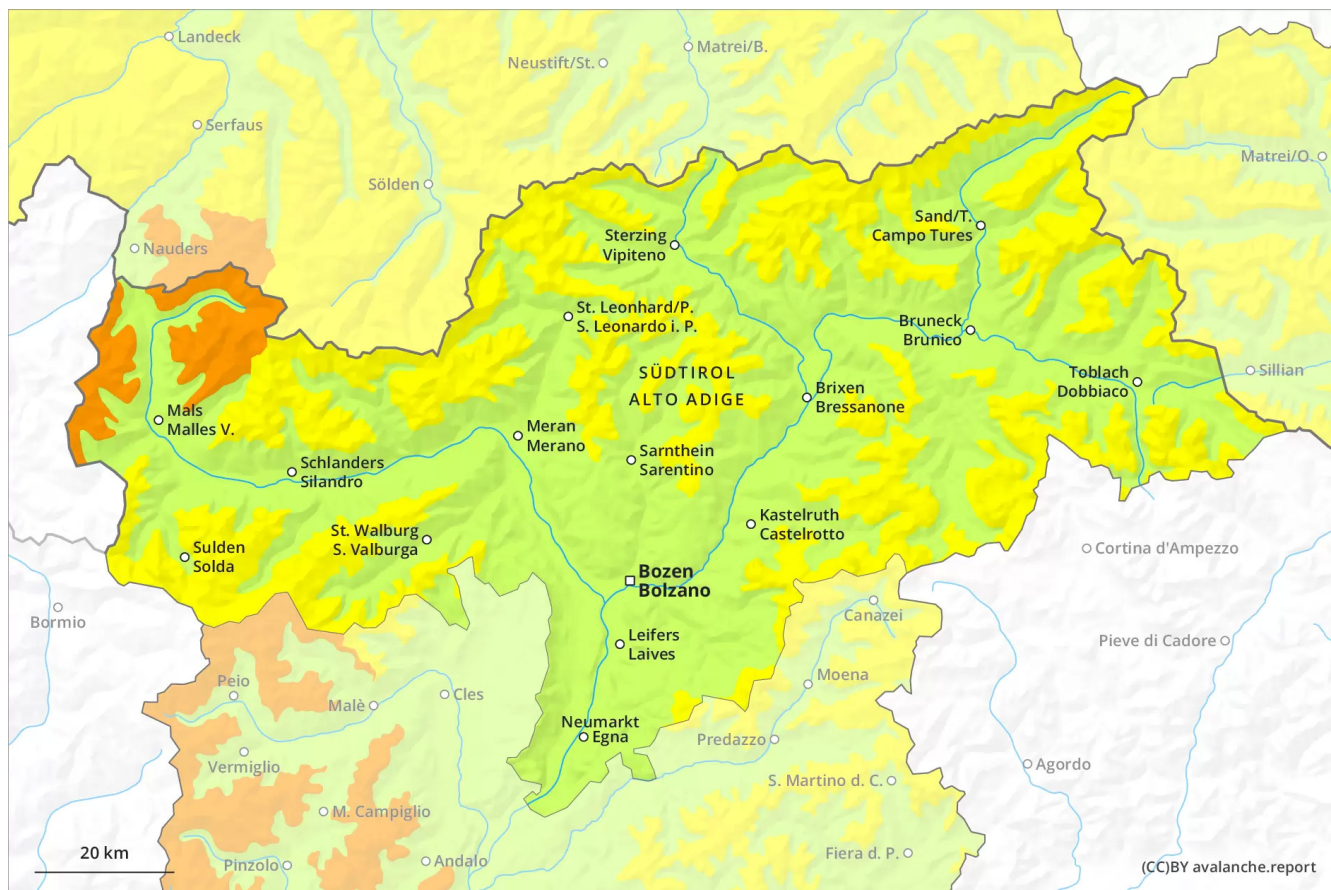 Landeck
Matrei/B.
Neustift/St.
Serfaus
Matrei/O.
Sölden
Sand/T.
Campo Tures
Nauders
Sterzing
Vipiteno
St. Leonhard/P.
S. Leonardo i. P.
Bruneck
Brunico
SÜDTIROL
ALTO ADIGE
Toblach
Dobbiaco
Sillian
Brixen
Bressanone
Mals
Malles V.
Meran
Merano
Sarnthein
Sarentino
Schlanders
Silandro
Kastelruth
Castelrotto
St. Walburg
S. Valburga
Sulden
Solda
Cortina d'Ampezzo
Bozen
Bolzano
Bormio
Canazei
Leifers
Laives
Pieve di Cadore
Moena
Peio
Malè
Cles
Neumarkt
Egna
Predazzo
Vermiglio
Agordo
S. Martino d. C.
M. Campiglio
20 km
Pinzolo
Andalo
Fiera d. P.
(CC)BY avalanche.report